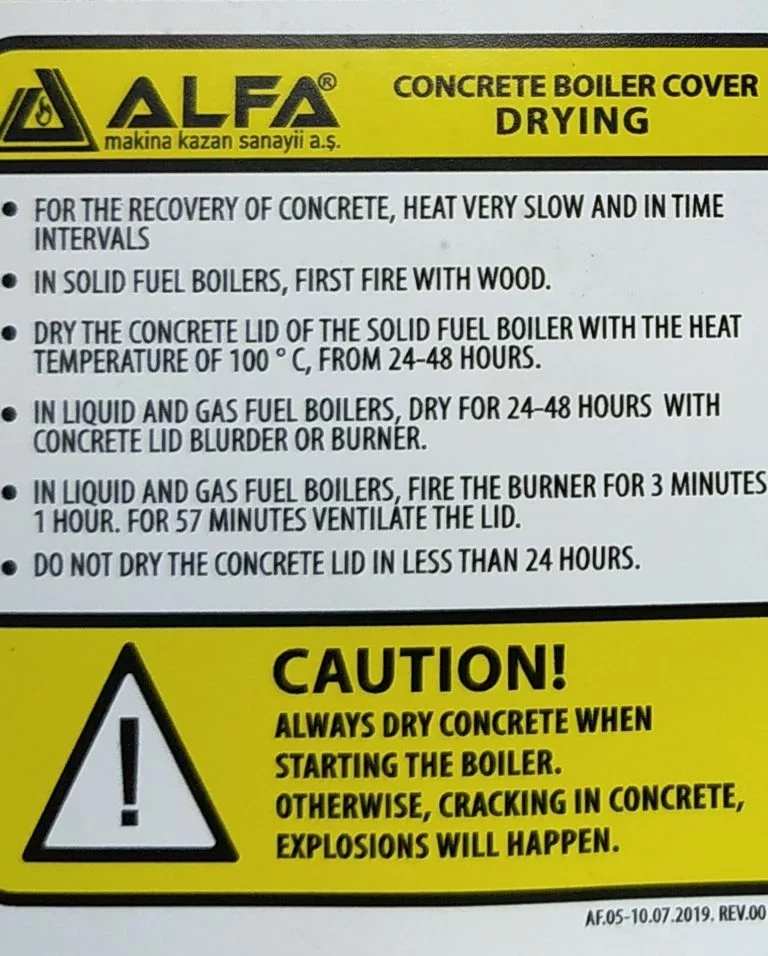 ALFA®
makina kazan sanayii a.ş.
CONCRETE BOILER COVER
DRYING
• FOR THE RECOVERY OF CONCRETE, HEAT VERY SLOW AND IN TIME
INTERVALS
• IN SOLID FUEL BOILERS, FIRST FIRE WITH WOOD.
• DRY THE CONCRETE LID OF THE SOLID FUEL BOILER WITH THE HEAT
TEMPERATURE OF 100 °C, FROM 24-48 HOURS.
• IN LIQUID AND GAS FUEL BOILERS, DRY FOR 24-48 HOURS WITH
CONCRETE LID BLURDER OR BURNER.
• IN LIQUID AND GAS FUEL BOILERS, FIRE THE BURNER FOR 3 MINUTES
1 HOUR. FOR 57 MINUTES VENTILATE THE LID.
• DO NOT DRY THE CONCRETE LID IN LESS THAN 24 HOURS.
!
CAUTION!
ALWAYS DRY CONCRETE WHEN
STARTING THE BOILER.
OTHERWISE, CRACKING IN CONCRETE,
EXPLOSIONS WILL HAPPEN.
AF.05-10.07.2019. REV.00